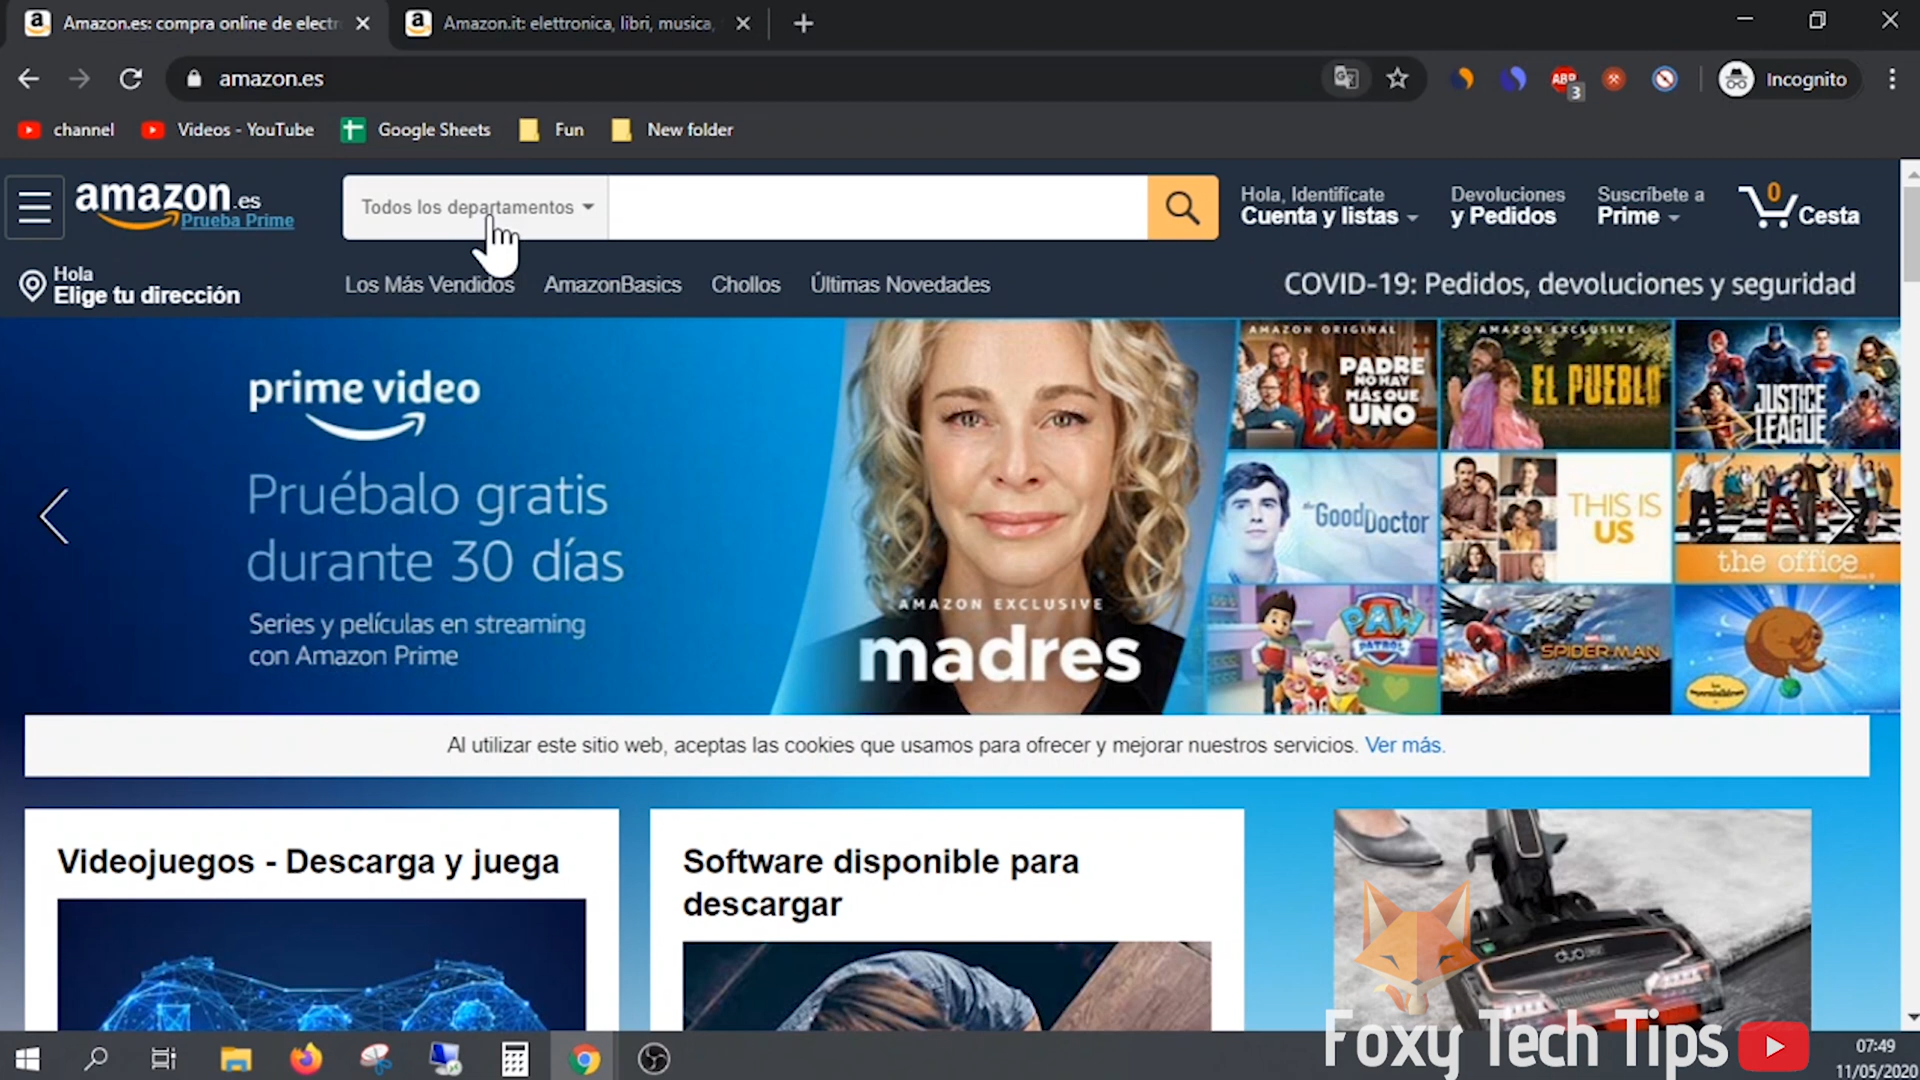 Amazon.es: compra online de electr
Amazon.it: elettronica, libri, musica,
amazon.es
ABP
3
Incognito
channel
Videos - YouTube
Google Sheets
Fun
New folder
amazon.es
Prueba Prime
Todos los departamentos
Hola, Identifícate
Cuenta y listas
Devoluciones
y Pedidos
Suscríbete a
Prime
0
Cesta
Hola
Elige tu dirección
Los Más Vendidos
AmazonBasics
Chollos
Últimas Novedades
COVID-19: Pedidos, devoluciones y seguridad
prime video
Pruébalo gratis
durante 30 días
Series y películas en streaming
con Amazon Prime
AMAZON EXCLUSIVE
madres
AMAZON ORIGINAL
PADRE
NO HAY
MÁS QUE
UNO
AMAZON EXCLUSIVE
EL PUEBLO
JUSTICE
LEAGUE
the GoodDoctor
THIS IS
US
the office
PAW
PATROL
SPIDER-MAN
Al utilizar este sitio web, aceptas las cookies que usamos para ofrecer y mejorar nuestros servicios. Ver más.
Videojuegos - Descarga y juega
Software disponible para
descargar
Foxy Tech Tips
07:49
11/05/2020